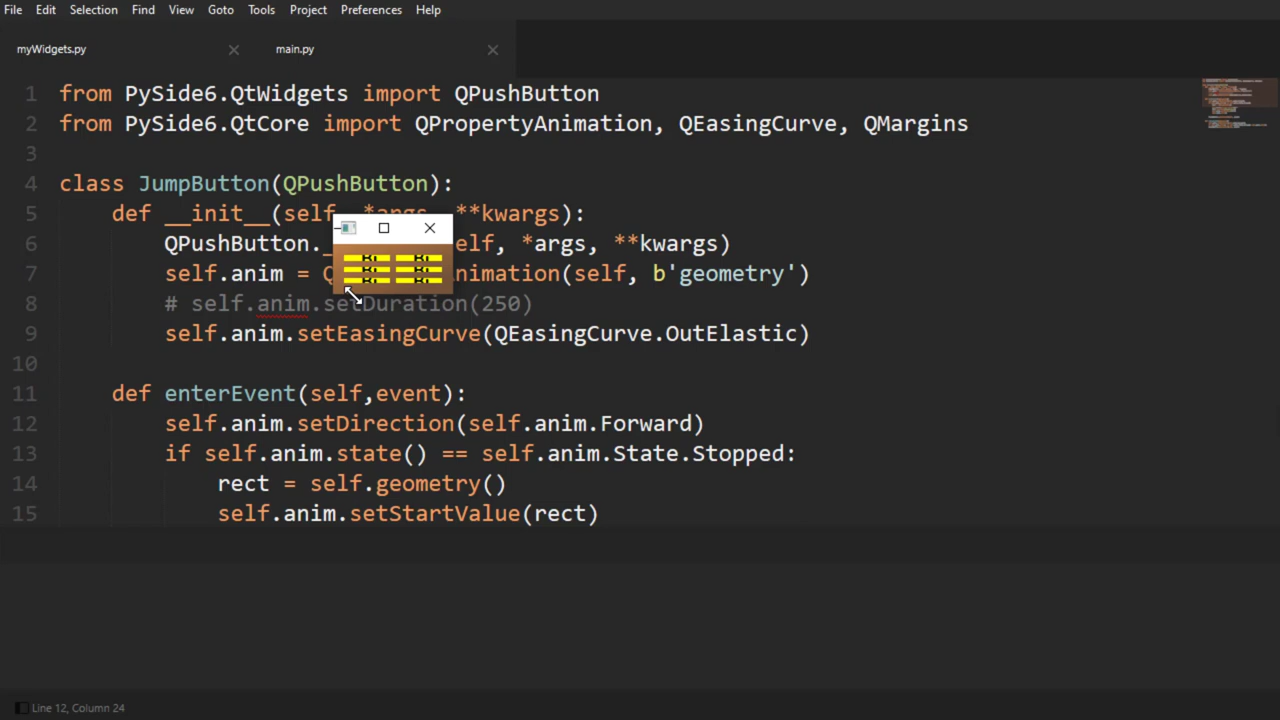 File Edit Selection View Goto Tools Project Preferences Help
myWidgets.py main.py
1 from PySide6.QtWidgets import QPushButton
2 from PySide6.QtCore import QPropertyAnimation, QEasingCurve, QMargins
3
4 class JumpButton(QPushButton):
5 def __init__(self, *args, **kwargs):
6 QPushButton. elf, *args, **kwargs)
7 self.anim = nimation(self, b'geometry')
8 # self.anim.setDuration(250)
9 self.anim.setEasingCurve(QEasingCurve.OutElastic)
10
11 def enterEvent(self,event):
12 self.anim.setDirection(self.anim.Forward)
13 if self.anim.state() == self.anim.State.Stopped:
14 rect = self.geometry()
15 self.anim.setStartValue(rect)
Line 12, Column 24